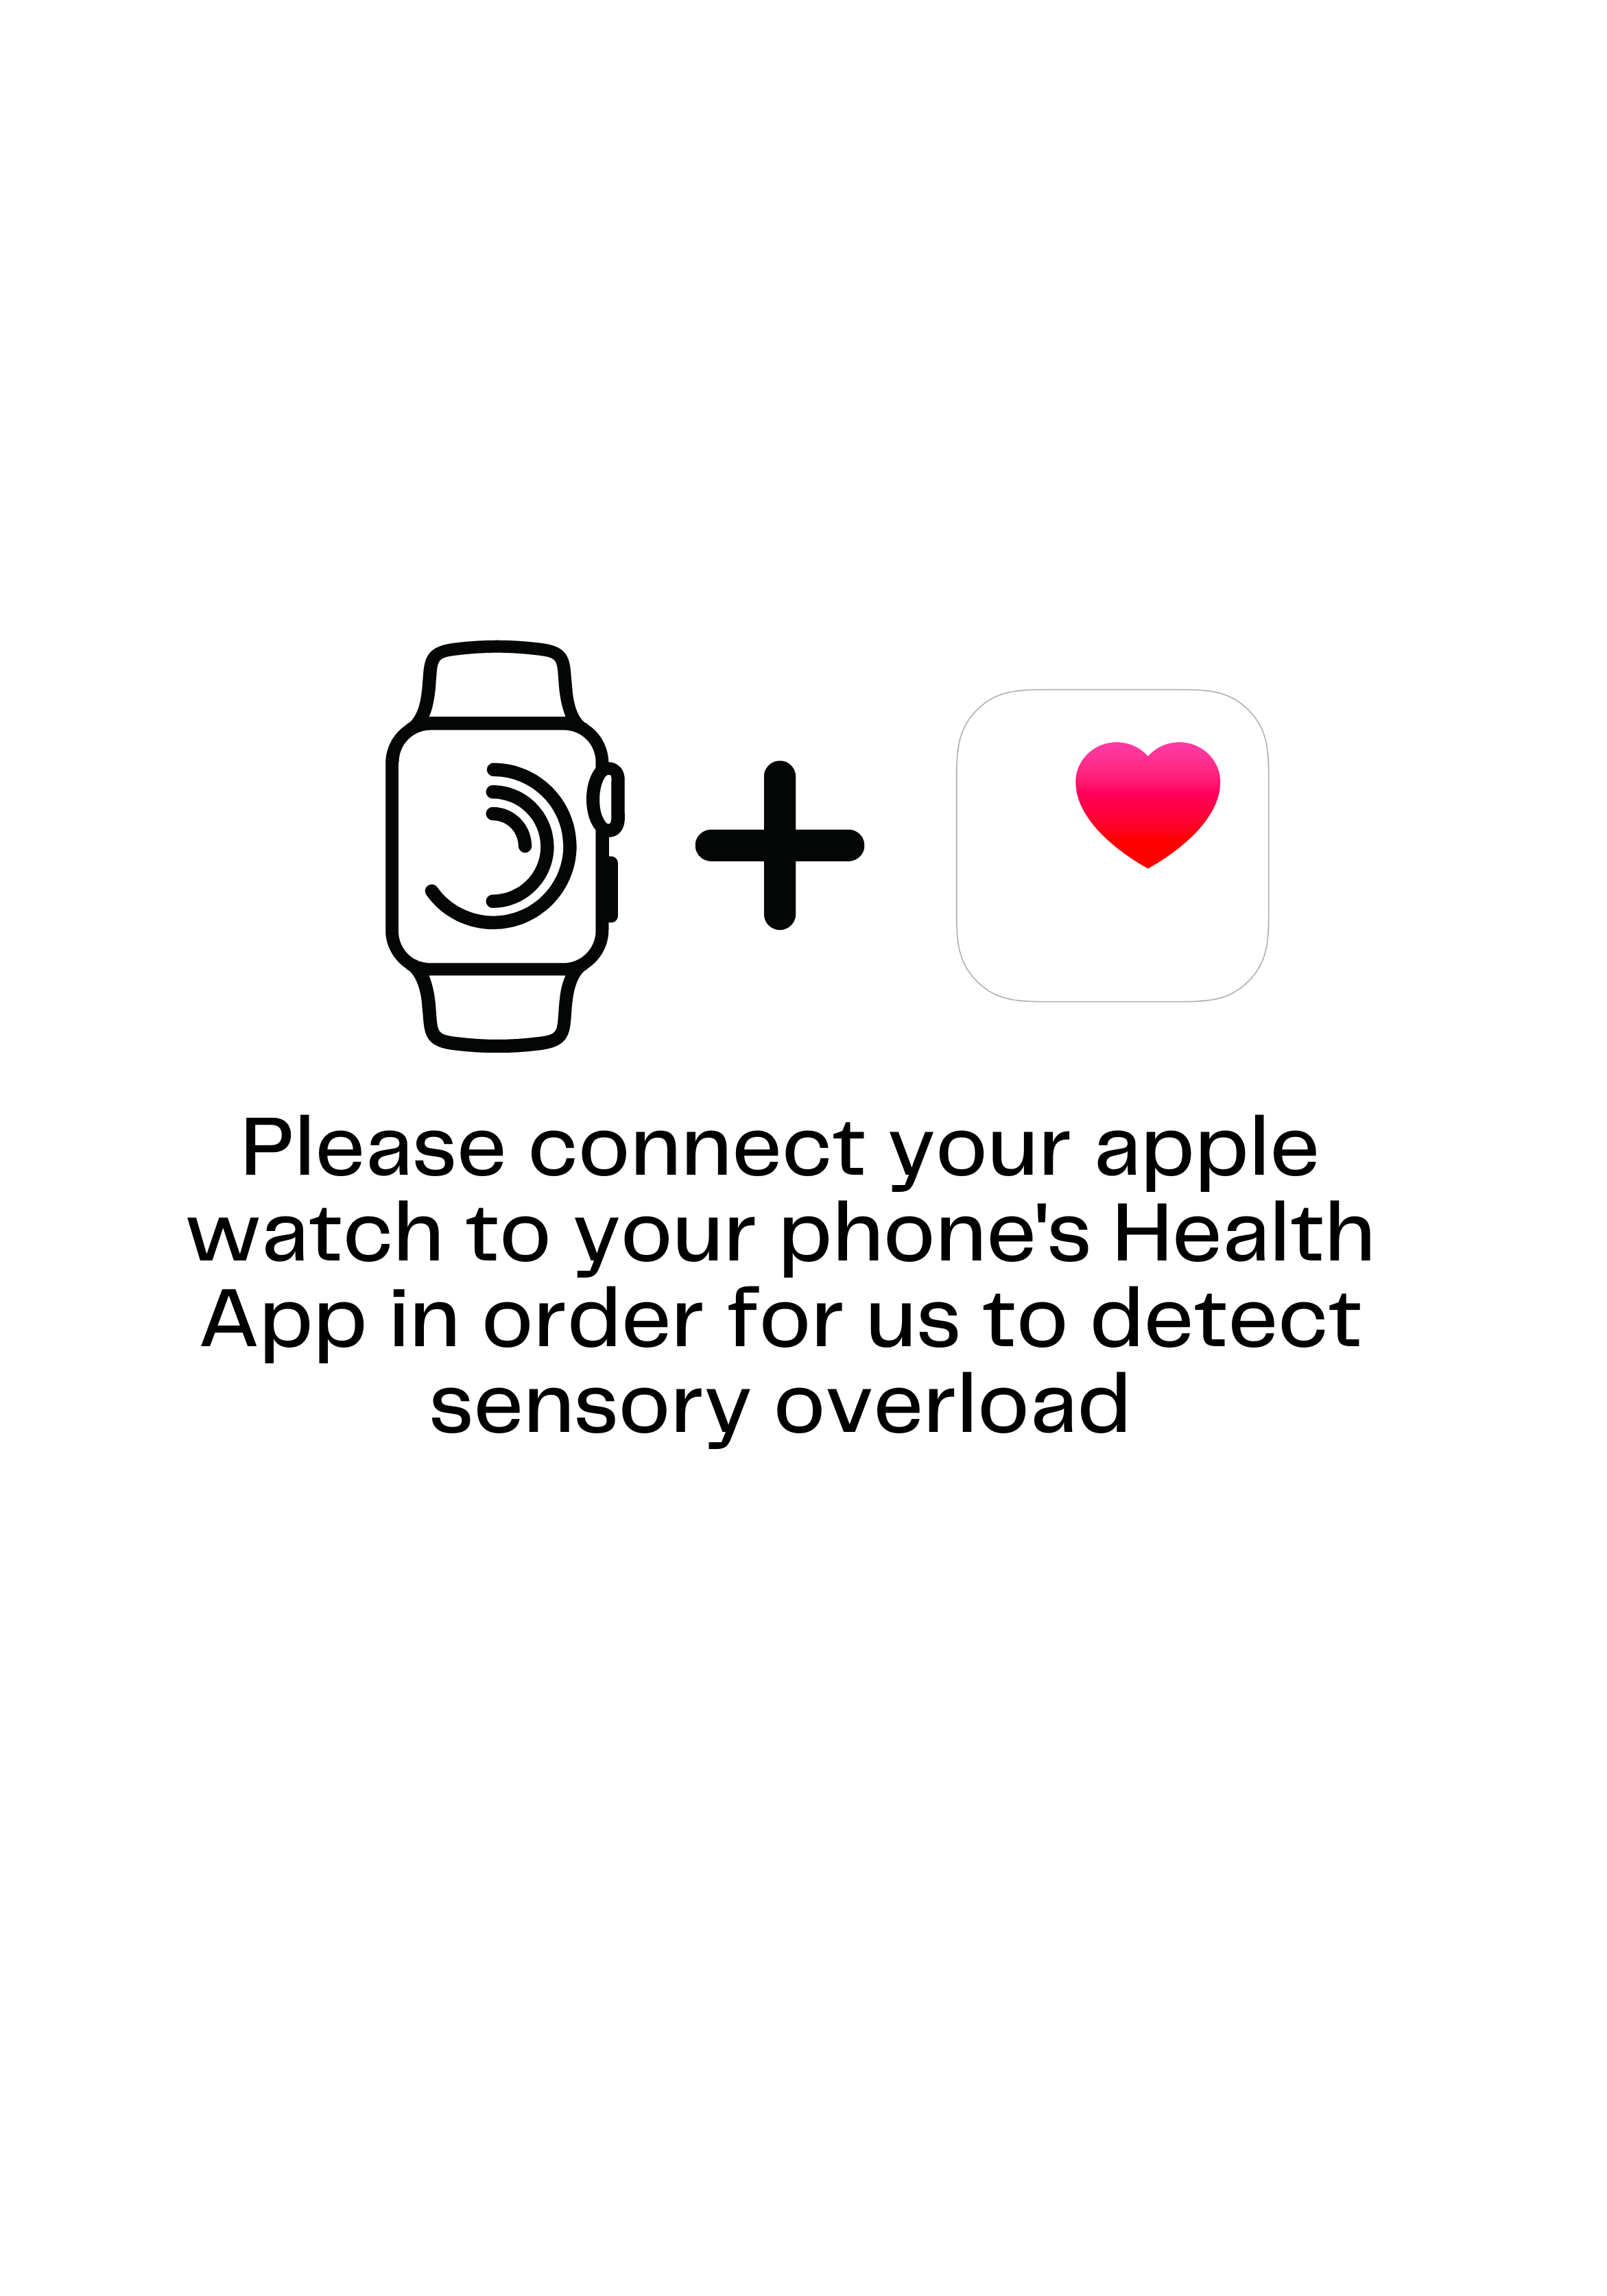 Please connect your apple
watch to your phone's Health
App in order for us to detect
sensory overload